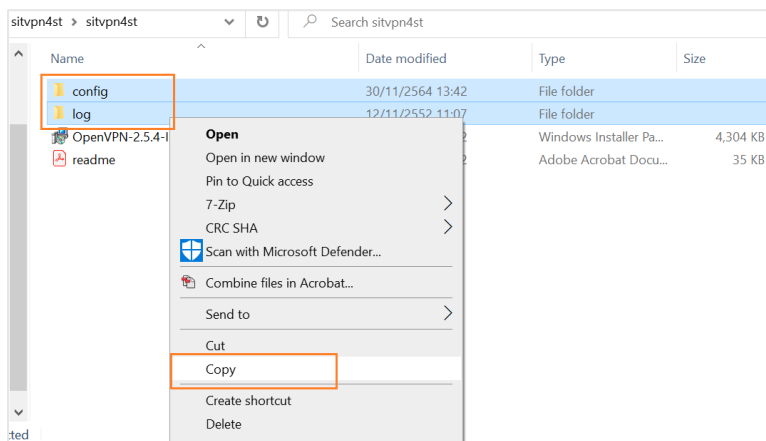 sitvpn4st > sitvpn4st
Search sitvpn4st
Name Date modified Type Size
config 30/11/2564 13:42 File folder
log 12/11/2552 11:07 File folder
OpenVPN-2.5.4-I 2 Windows Installer Pa... 4,304 KB
readme 2 Adobe Acrobat Docu... 35 KB
Open
Open in new window
Pin to Quick access
7-Zip
CRC SHA
Scan with Microsoft Defender...
Combine files in Acrobat...
Send to
Cut
Copy
Create shortcut
Delete
cted